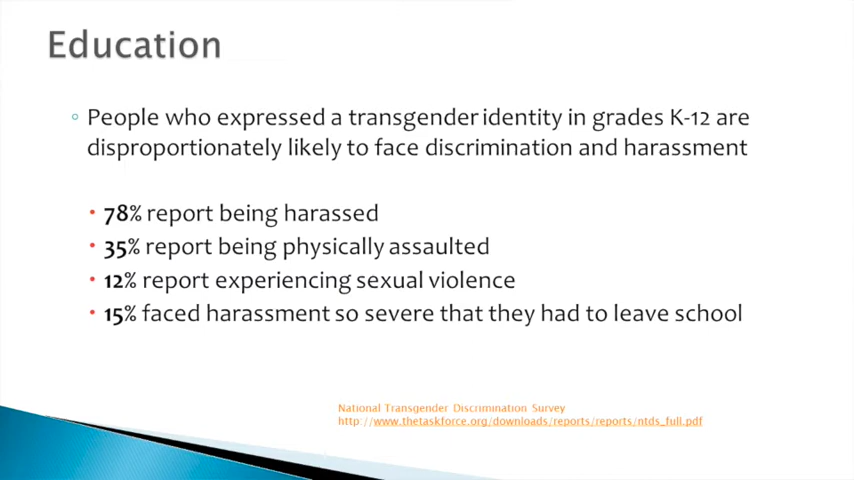 Education
◦ People who expressed a transgender identity in grades K-12 are
disproportionately likely to face discrimination and harassment
• 78% report being harassed
• 35% report being physically assaulted
• 12% report experiencing sexual violence
• 15% faced harassment so severe that they had to leave school
National Transgender Discrimination Survey
http://www.thetaskforce.org/downloads/reports/reports/ntds_full.pdf